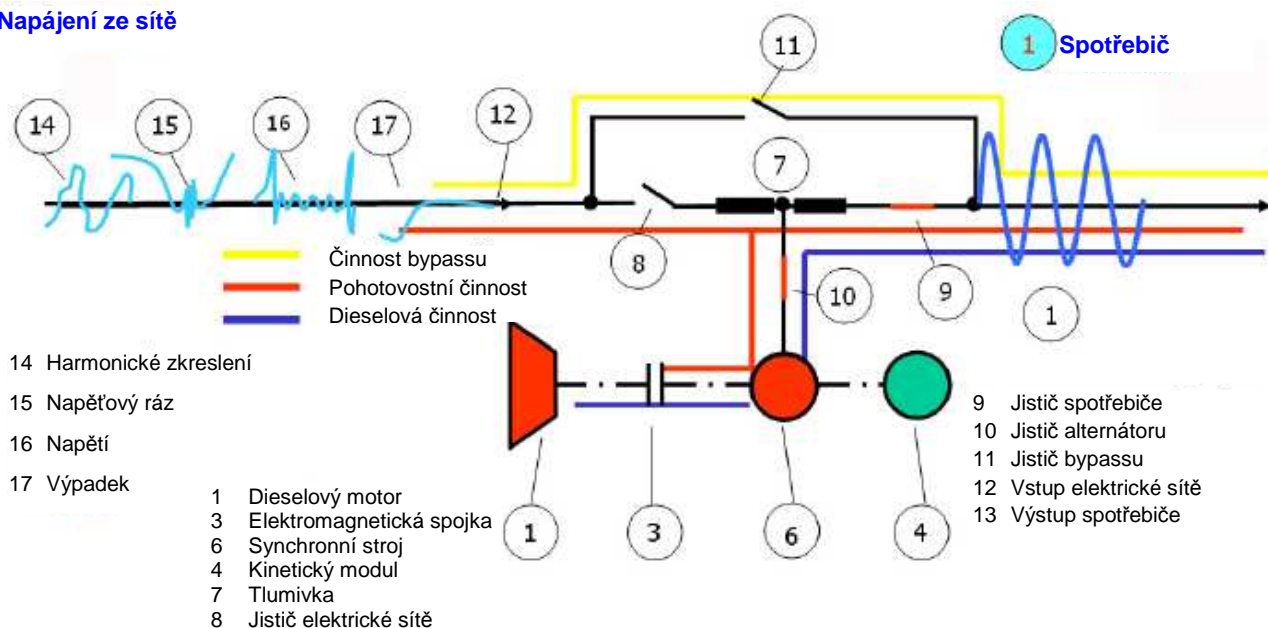 Napájení ze sítě
1 Spotřebič
11
14
15
16
17
12
7
8
10
9
1
Činnost bypassu
Pohotovostní činnost
Dieselová činnost
14 Harmonické zkreslení
15 Napěťový ráz
16 Napětí
17 Výpadek
1 Dieselový motor
3 Elektromagnetická spojka
6 Synchronní stroj
4 Kinetický modul
7 Tlumivka
8 Jistič elektrické sítě
1
3
6
4
9 Jistič spotřebiče
10 Jistič alternátoru
11 Jistič bypassu
12 Vstup elektrické sítě
13 Výstup spotřebiče